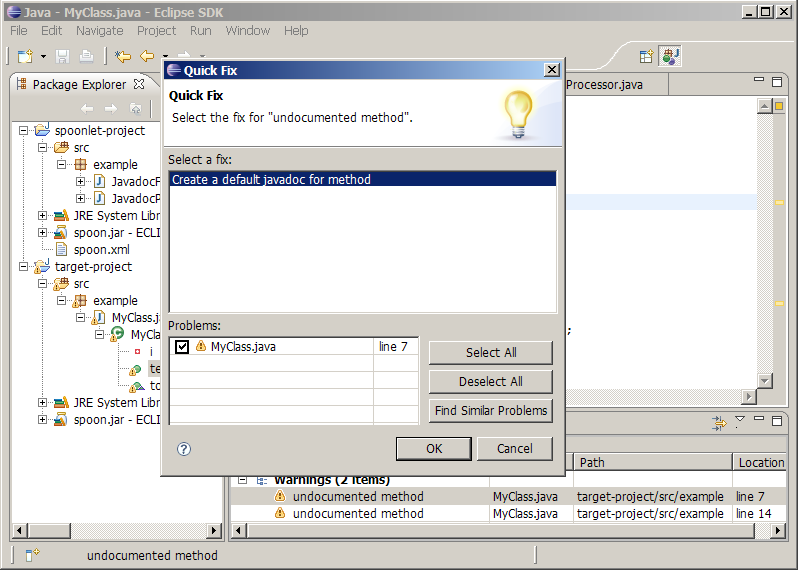 Java - MyClass.java - Eclipse SDK
File Edit Navigate Project Run Window Help
Package Explorer
spoonlet-project
src
example
JavadocF
JavadocF
JRE System Libr
spoon.jar - ECLI
spoon.xml
target-project
src
example
MyClass.j
MyCla
i
te
to
JRE System Libr
spoon.jar - ECLI
Processor.java
;
Quick Fix
Quick Fix
Select the fix for "undocumented method".
Select a fix:
Create a default javadoc for method
Problems:
MyClass.java line 7
Select All
Deselect All
Find Similar Problems
?
OK Cancel
Path Location
Warnings (2 items)
undocumented method MyClass.java target-project/src/example line 7
undocumented method MyClass.java target-project/src/example line 14
undocumented method